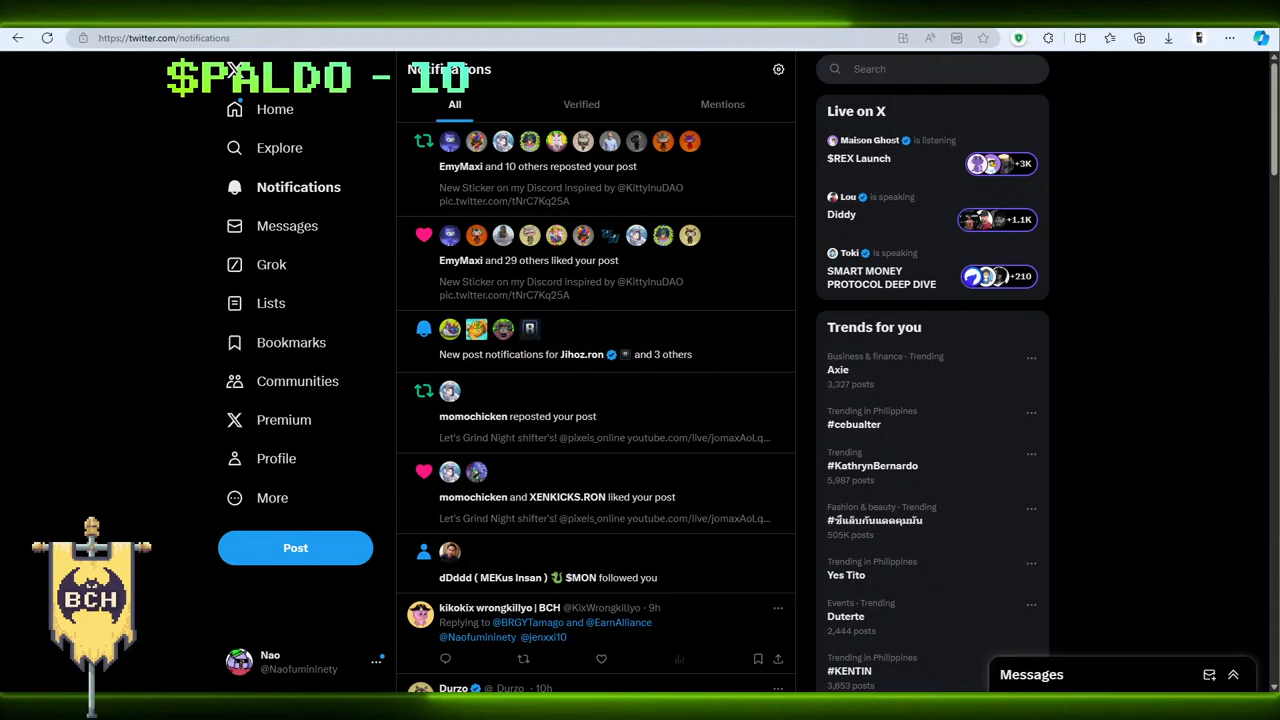 https://twitter.com/notifications
$PALDO - 10
Notifications
Home
Explore
Notifications
Messages
Grok
Lists
Bookmarks
Communities
Premium
Profile
More
Post
BCH
Nao
@Naofumininety
All
Verified
Mentions
EmyMaxi and 10 others reposted your post
New Sticker on my Discord inspired by @KittyInuDAO
pic.twitter.com/tNrC7Kq25A
EmyMaxi and 29 others liked your post
New Sticker on my Discord inspired by @KittyInuDAO
pic.twitter.com/tNrC7Kq25A
New post notifications for Jihoz.ron and 3 others
momochicken reposted your post
Let's Grind Night shifter's! @pixels_online youtube.com/live/jomaxAoLq...
momochicken and XENKICKS.RON liked your post
Let's Grind Night shifter's! @pixels_online youtube.com/live/jomaxAoLq...
dDddd ( MEKus Insan ) $MON followed you
kikokix wrongkillyo | BCH @KixWrongkillyo · 9h
Replying to @BRGYTamago and @EarnAlliance
@Naofumininety @jenxxi10
Durzo @_Durzo_ · 10h
Search
Live on X
Maison Ghost is listening
$REX Launch
+3K
Lou is speaking
Diddy
+1.1K
Toki is speaking
SMART MONEY
PROTOCOL DEEP DIVE
+210
Trends for you
Business & finance · Trending
Axie
3,327 posts
Trending in Philippines
#cebualter
Trending
#KathrynBernardo
5,987 posts
Fashion & beauty · Trending
505K posts
Trending in Philippines
Yes Tito
Events · Trending
Duterte
2,444 posts
Trending in Philippines
#KENTIN
3,653 posts
Messages